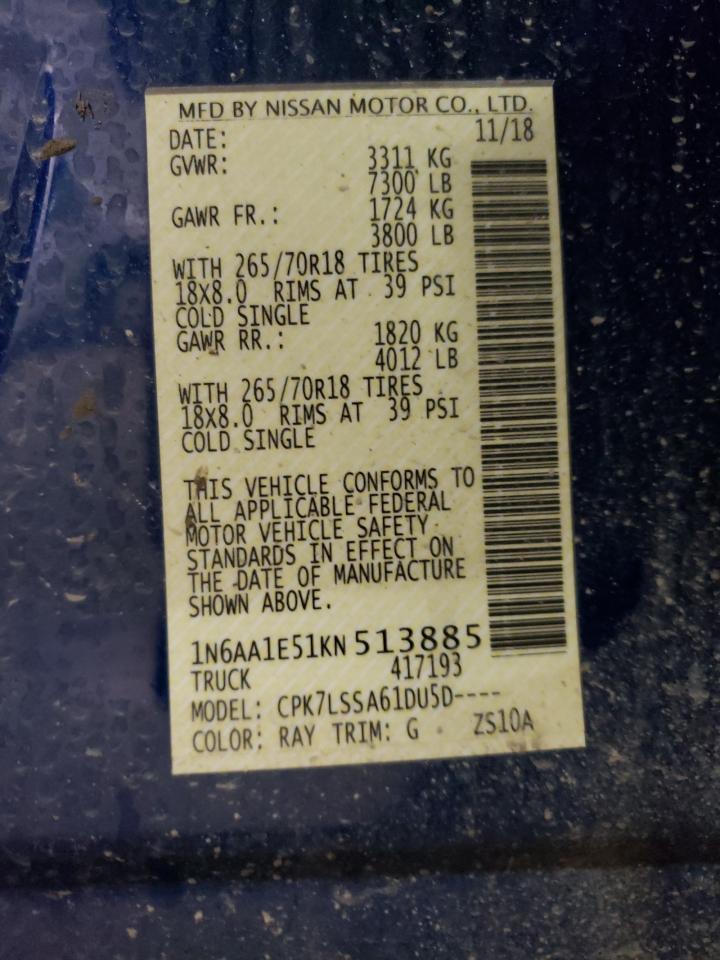 MFD BY NISSAN MOTOR CO., LTD.
DATE: 11/18
GVWR: 3311 KG
7300 LB
GAWR FR.: 1724 KG
3800 LB
WITH 265/70R18 TIRES
18X8.0 RIMS AT 39 PSI
COLD SINGLE
GAWR RR.: 1820 KG
4012 LB
WITH 265/70R18 TIRES
18X8.0 RIMS AT 39 PSI
COLD SINGLE
THIS VEHICLE CONFORMS TO
ALL APPLICABLE FEDERAL
MOTOR VEHICLE SAFETY
STANDARDS IN EFFECT ON
THE DATE OF MANUFACTURE
SHOWN ABOVE.
1N6AA1E51KN513885
TRUCK 417193
MODEL: CPK7LSSA61DU5D----
COLOR: RAY TRIM: G ZS10A